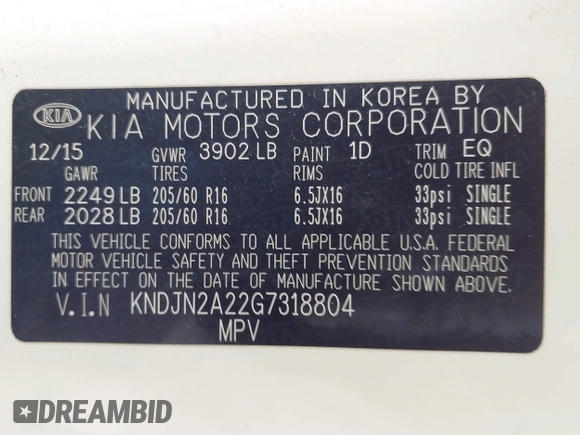 MANUFACTURED IN KOREA BY
KIA KIA MOTORS CORPORATION
12/15 GVWR 3902 LB PAINT 1D TRIM EQ
GAWR TIRES RIMS COLD TIRE INFL
FRONT 2249 LB 205/60 R16 6.5JX16 33psi SINGLE
REAR 2028 LB 205/60 R16 6.5JX16 33psi SINGLE
THIS VEHICLE CONFORMS TO ALL APPLICABLE U.S.A. FEDERAL
MOTOR VEHICLE SAFETY AND THEFT PREVENTION STANDARDS
IN EFFECT ON THE DATE OF MANUFACTURE SHOWN ABOVE.
V.I.N KNDJN2A22G7318804
MPV
DREAMBID